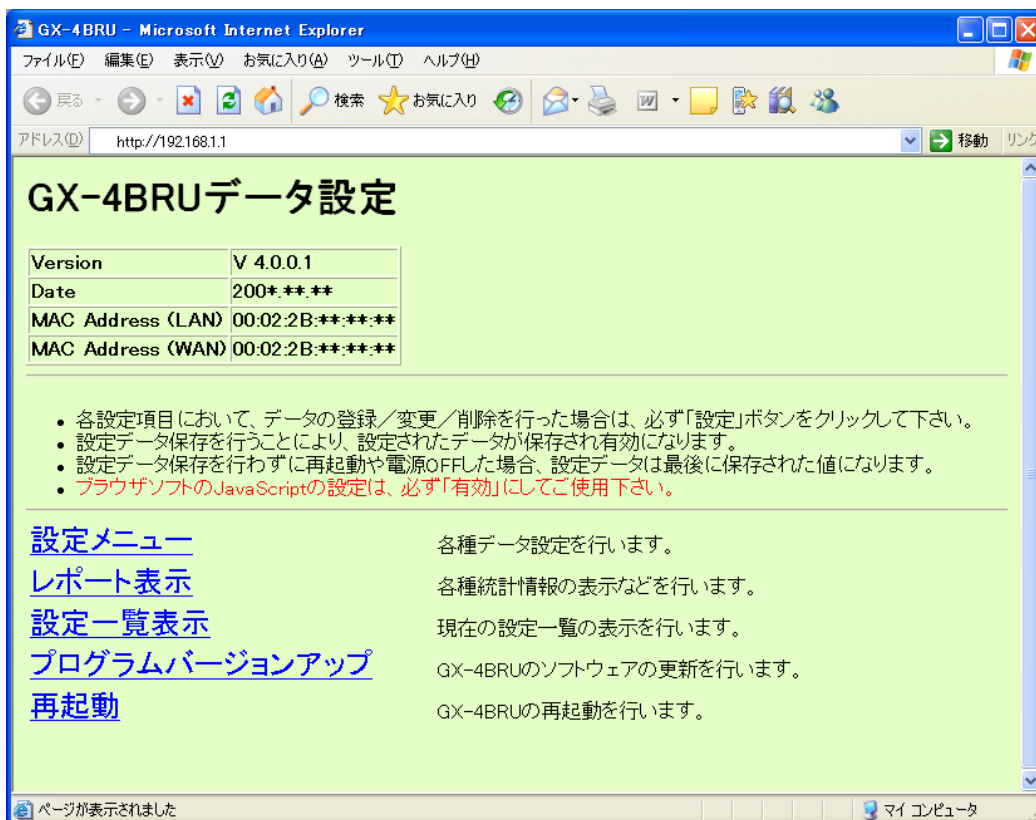 GX-4BRU - Microsoft Internet Explorer
ファイル(F) 編集(E) 表示(V) お気に入り(A) ツール(T) ヘルプ(H)
戻る 検索 お気に入り
アドレス(D) http://192.168.1.1 移動 リンク
GX-4BRUデータ設定
Version V 4.0.0.1
Date 200*.**.**
MAC Address (LAN) 00:02:2B:**:**:**
MAC Address (WAN) 00:02:2B:**:**:**
• 各設定項目において、データの登録／変更／削除を行った場合は、必ず「設定」ボタンをクリックして下さい。
• 設定データ保存を行うことにより、設定されたデータが保存され有効になります。
• 設定データ保存を行わずに再起動や電源OFFした場合、設定データは最後に保存された値になります。
• ブラウザソフトのJavaScriptの設定は、必ず「有効」にしてご使用下さい。
設定メニュー 各種データ設定を行います。
レポート表示 各種統計情報の表示などを行います。
設定一覧表示 現在の設定一覧の表示を行います。
プログラムバージョンアップ GX-4BRUのソフトウェアの更新を行います。
再起動 GX-4BRUの再起動を行います。
ページが表示されました マイ コンピュータ